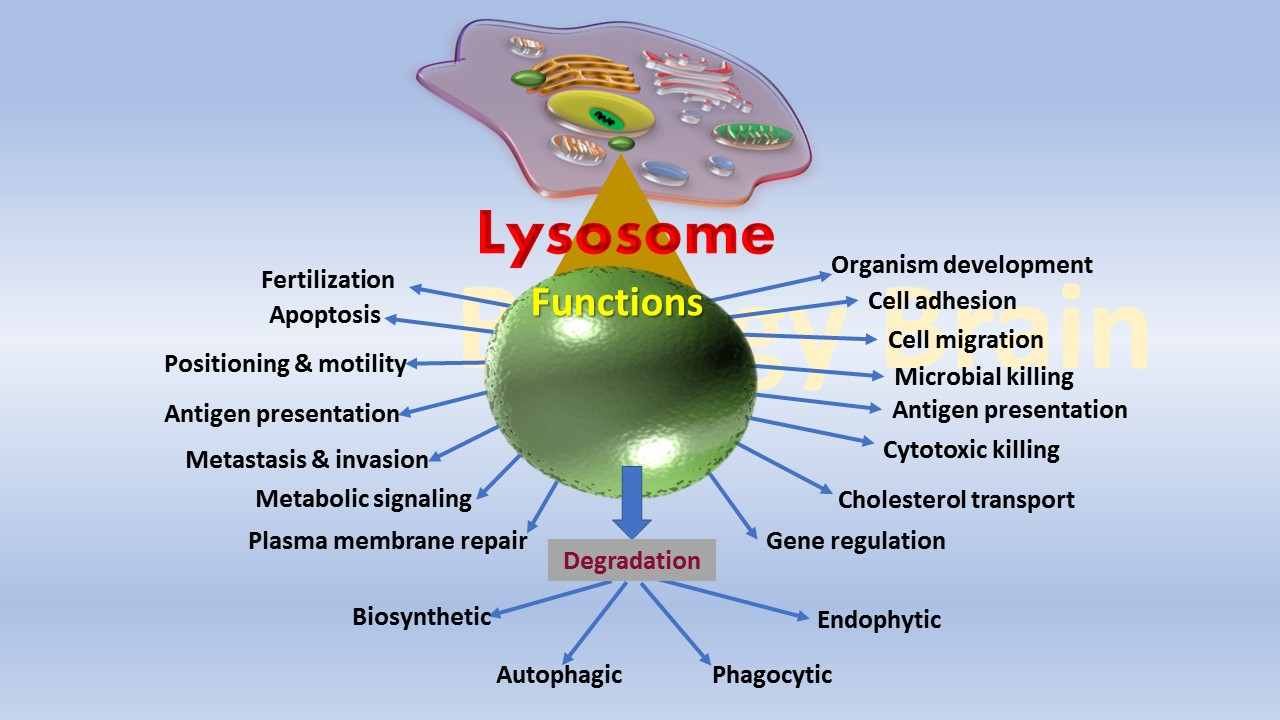 Lysosome
Functions
Fertilization
Apoptosis
Positioning & motility
Antigen presentation
Metastasis & invasion
Metabolic signaling
Plasma membrane repair
Organism development
Cell adhesion
Cell migration
Microbial killing
Antigen presentation
Cytotoxic killing
Cholesterol transport
Gene regulation
Brain
Degradation
Biosynthetic
Autophagic
Phagocytic
Endophytic